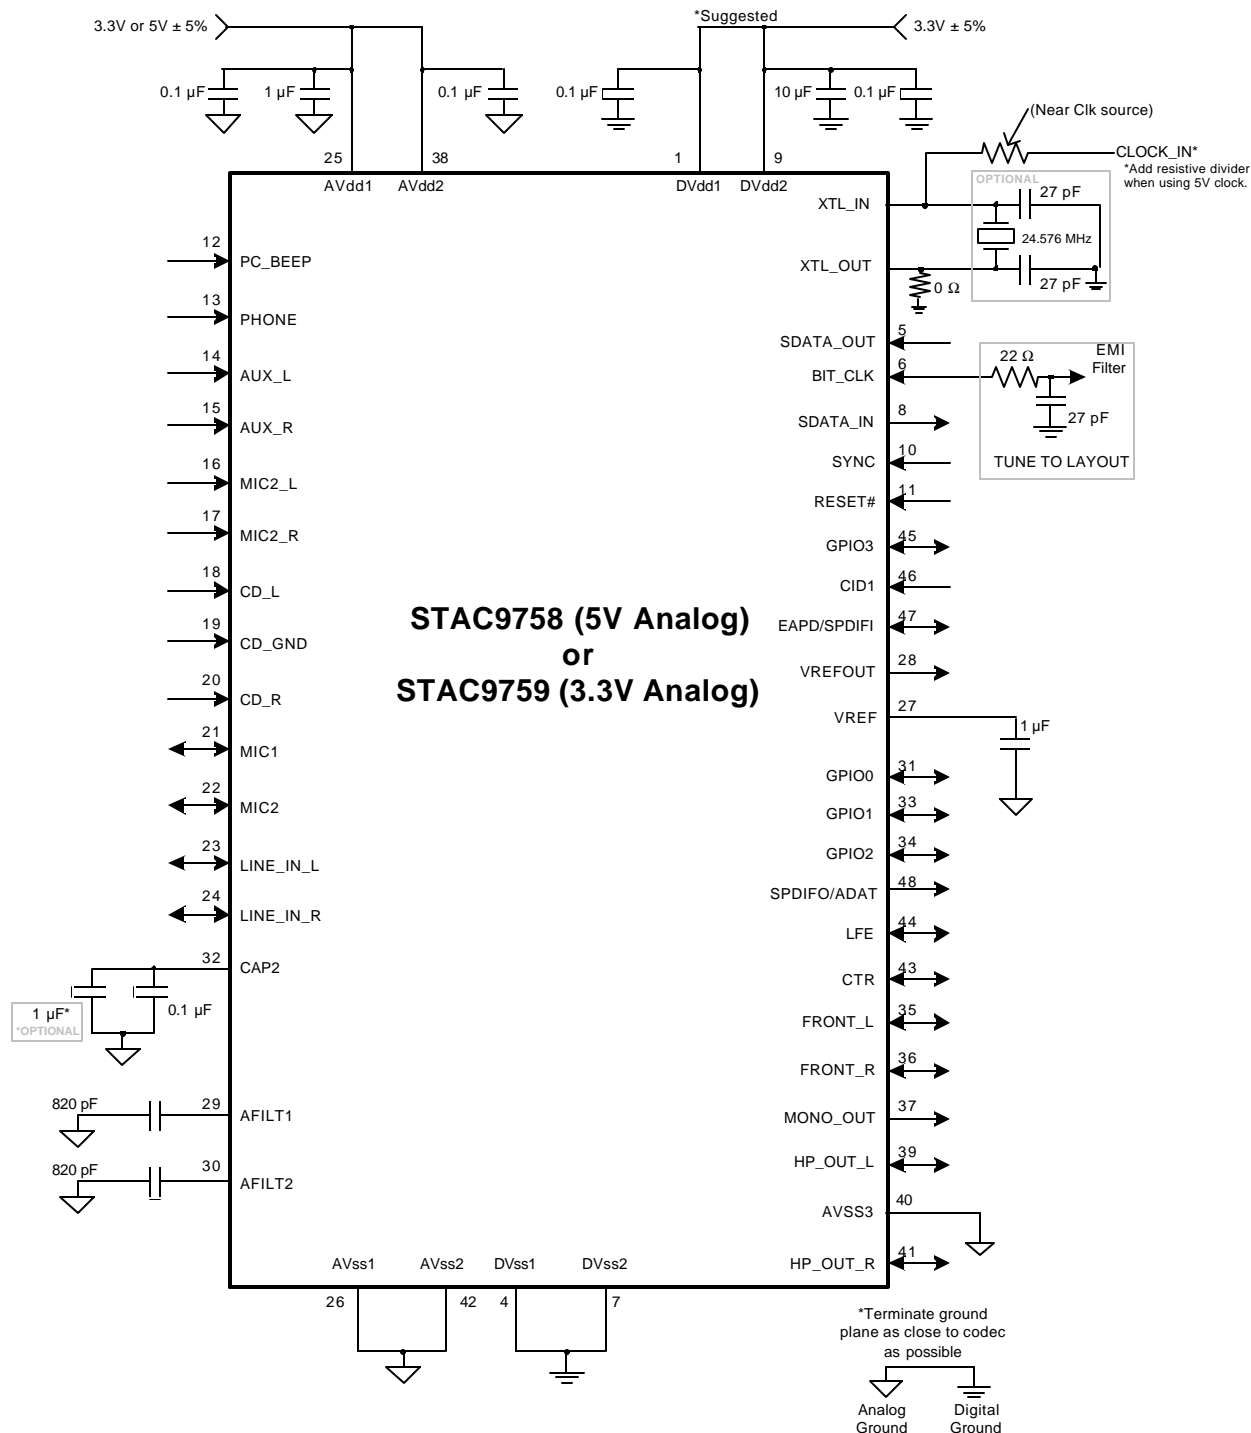 3.3V or 5V ± 5%
*Suggested
3.3V ± 5%
0.1 µF
1 µF
0.1 µF
0.1 µF
10 µF
0.1 µF
(Near Clk source)
CLOCK_IN*
*Add resistive divider
when using 5V clock.
25
38
1
9
AVdd1
AVdd2
DVdd1
DVdd2
OPTIONAL
XTL_IN
27 pF
24.576 MHz
XTL_OUT
0 Ω
27 pF
12
PC_BEEP
13
PHONE
14
AUX_L
15
AUX_R
16
MIC2_L
17
MIC2_R
18
CD_L
19
CD_GND
20
CD_R
21
MIC1
22
MIC2
23
LINE_IN_L
24
LINE_IN_R
32
CAP2
1 µF*
*OPTIONAL
0.1 µF
820 pF
29
AFILT1
820 pF
30
AFILT2
STAC9758 (5V Analog)
or
STAC9759 (3.3V Analog)
SDATA_OUT
5
BIT_CLK
6
22 Ω
EMI
Filter
27 pF
TUNE TO LAYOUT
SDATA_IN
8
SYNC
10
RESET#
11
GPIO3
45
CID1
46
EAPD/SPDIFI
47
VREFOUT
28
VREF
27
1 µF
GPIO0
31
GPIO1
33
GPIO2
34
SPDIFO/ADAT
48
LFE
44
CTR
43
FRONT_L
35
FRONT_R
36
MONO_OUT
37
HP_OUT_L
39
AVSS3
40
HP_OUT_R
41
AVss1
AVss2
DVss1
DVss2
26
42
4
7
*Terminate ground
plane as close to codec
as possible
Analog
Ground
Digital
Ground